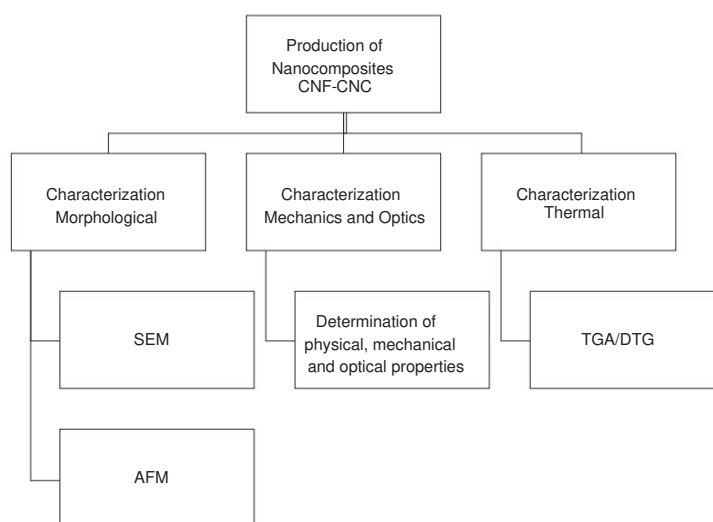 Production of
Nanocomposites
CNF-CNC
Characterization
Morphological
Characterization
Mechanics and Optics
Characterization
Thermal
SEM
Determination of
physical, mechanical
and optical properties
TGA/DTG
AFM